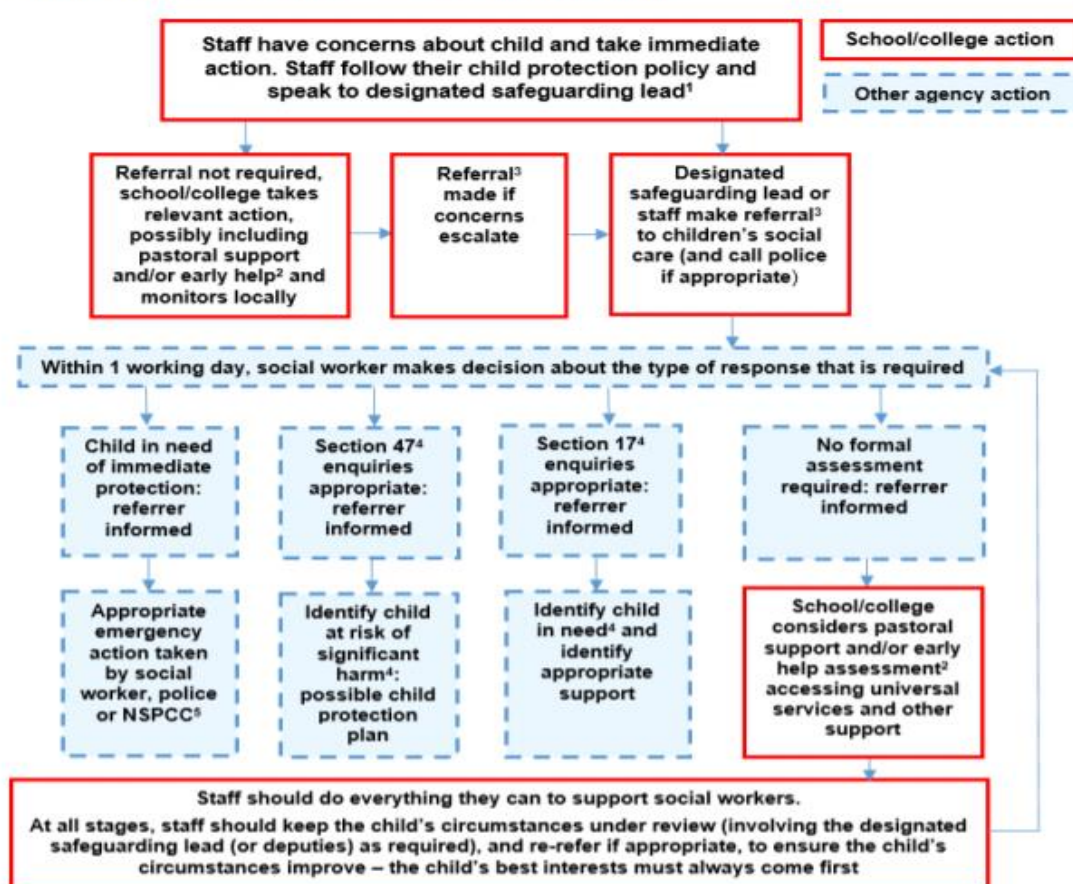 Staff have concerns about child and take immediate
action. Staff follow their child protection policy and
speak to designated safeguarding lead¹
School/college action
Other agency action
Referral not required,
school/college takes
relevant action,
possibly including
pastoral support
and/or early help² and
monitors locally
Referral³
made if
concerns
escalate
Designated
safeguarding lead or
staff make referral³
to children's social
care (and call police
if appropriate)
Within 1 working day, social worker makes decision about the type of response that is required
Child in need
of immediate
protection:
referrer
informed
Section 47⁴
enquiries
appropriate:
referrer
informed
Section 17⁴
enquiries
appropriate:
referrer
informed
No formal
assessment
required: referrer
informed
Appropriate
emergency
action taken
by social
worker, police
or NSPCC⁵
Identify child
at risk of
significant
harm⁴:
possible child
protection
plan
Identify child
in need⁴ and
identify
appropriate
support
School/college
considers pastoral
support and/or early
help assessment²
accessing universal
services and other
support
Staff should do everything they can to support social workers.
At all stages, staff should keep the child's circumstances under review (involving the designated
safeguarding lead (or deputies) as required), and re-refer if appropriate, to ensure the child's
circumstances improve – the child's best interests must always come first